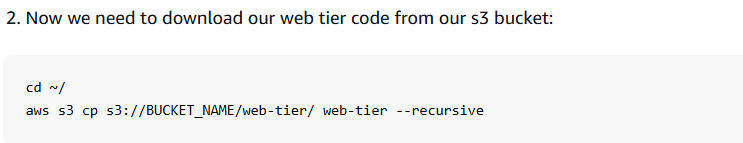 2. Now we need to download our web tier code from our s3 bucket:
cd ~/
aws s3 cp s3://BUCKET_NAME/web-tier/ web-tier --recursive